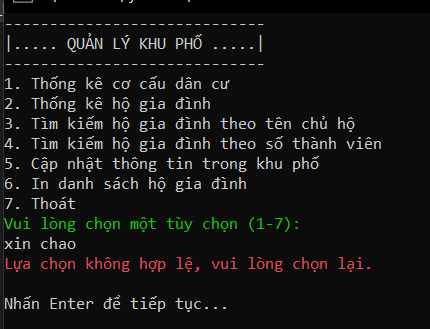 -----------------------------
|..... QUẢN LÝ KHU PHỐ .....|
-----------------------------
1. Thống kê cơ cấu dân cư
2. Thống kê hộ gia đình
3. Tìm kiếm hộ gia đình theo tên chủ hộ
4. Tìm kiếm hộ gia đình theo số thành viên
5. Cập nhật thông tin trong khu phố
6. In danh sách hộ gia đình
7. Thoát
Vui lòng chọn một tùy chọn (1-7):
xin chao
Lựa chọn không hợp lệ, vui lòng chọn lại.
Nhấn Enter để tiếp tục...